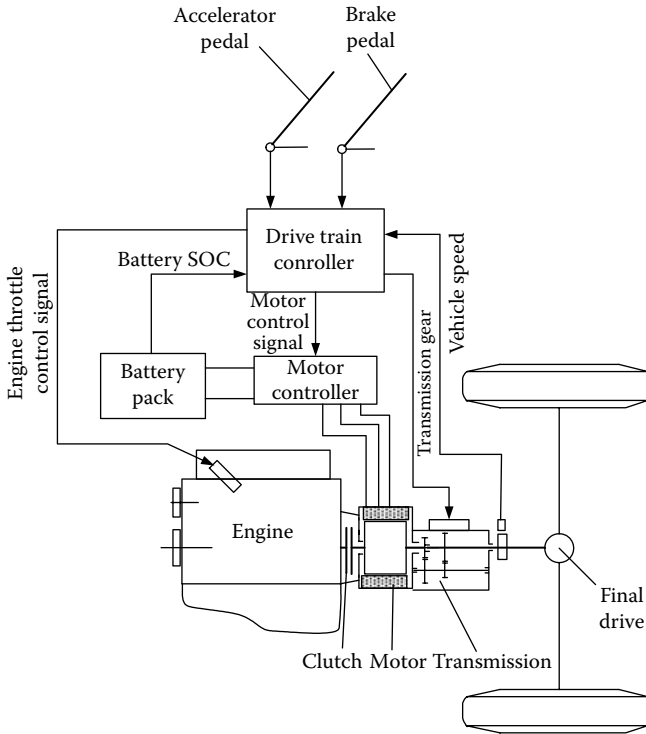 Accelerator
pedal
Brake
pedal
Drive train
conroller
Battery SOC
Motor
control
signal
Engine throttle
control signal
Vehicle speed
Transmission gear
Battery
pack
Motor
controller
Engine
Final
drive
Clutch Motor Transmission